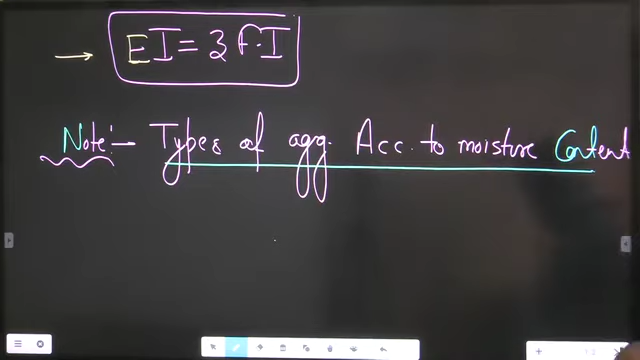 → EI = 3 F.I
Note:- Types of agg. Acc. to moisture Content